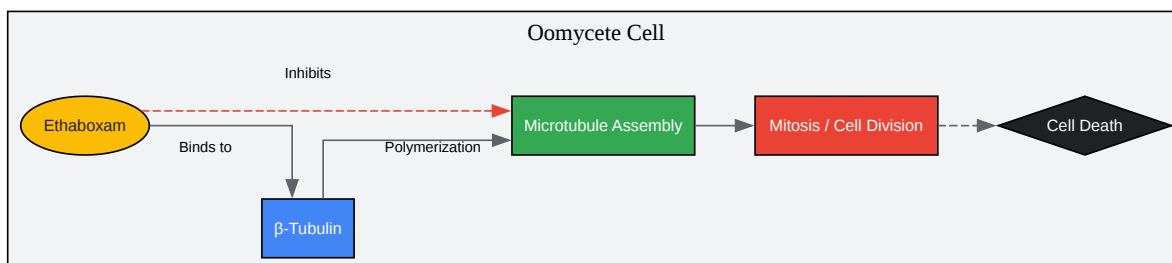 Oomycete Cell
Inhibits
Ethaboxam
Binds to
β-Tubulin
Polymerization
Microtubule Assembly
Mitosis / Cell Division
Cell Death